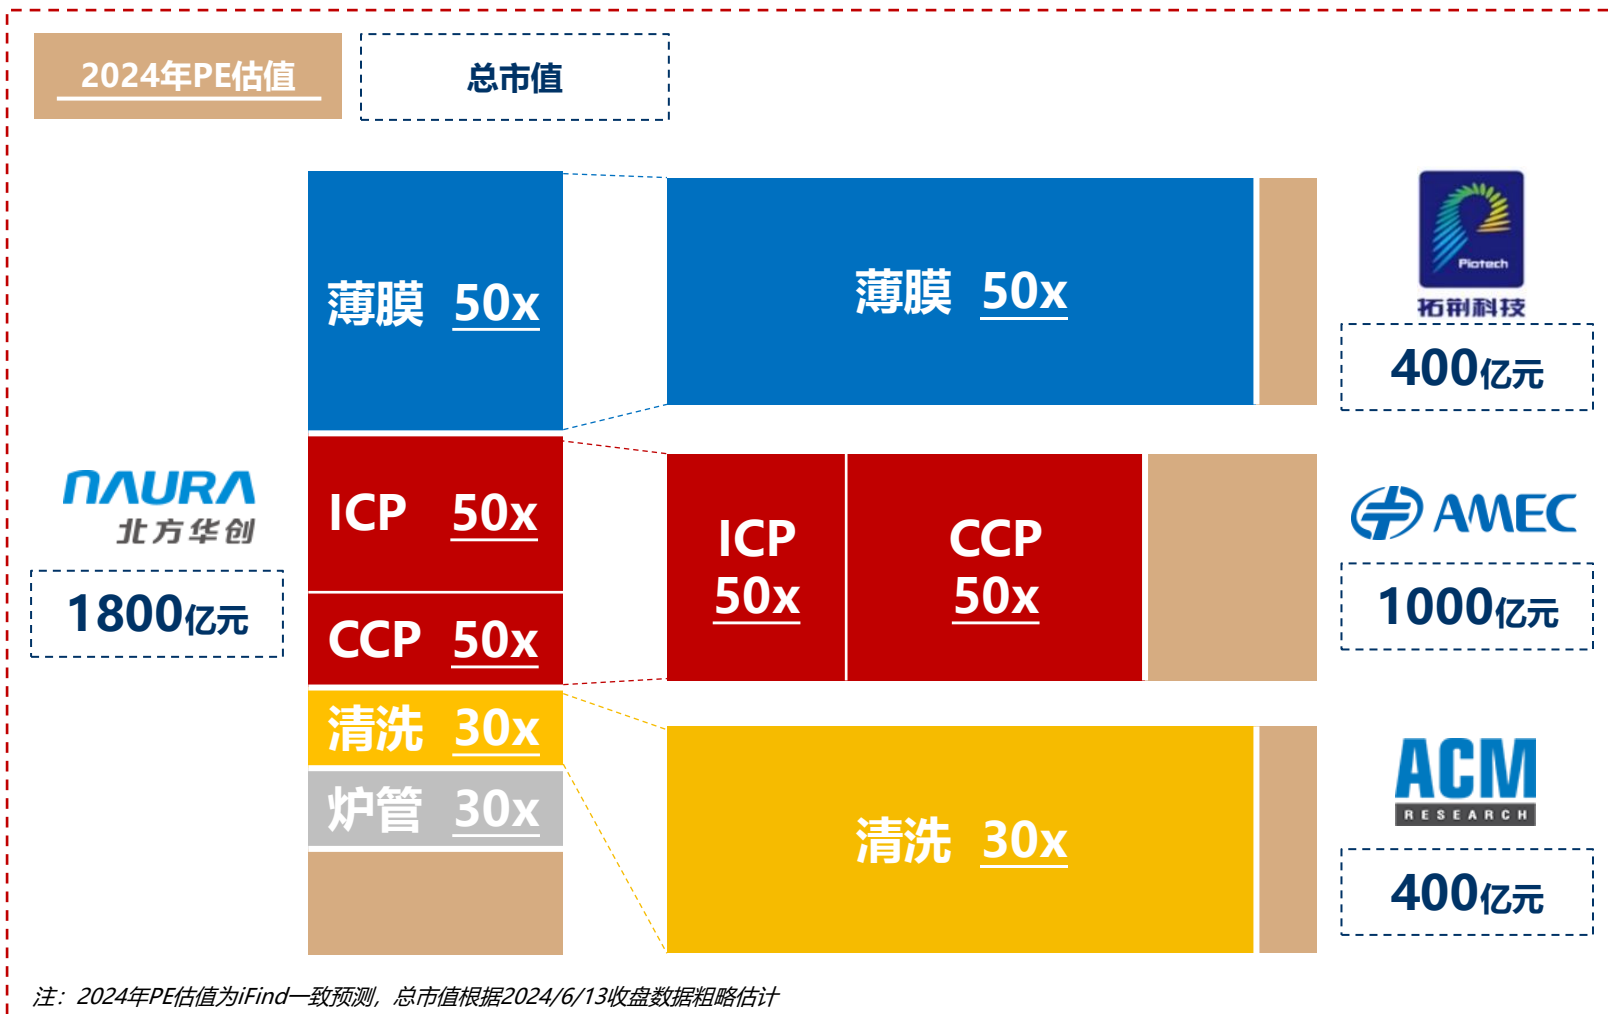 2024年PE估值
总市值
薄膜 50x
ICP 50x
CCP 50x
清洗 30x
炉管 30x
NAURA
北方华创
1800亿元
薄膜 50x
ICP
50x
CCP
50x
清洗 30x
Piotech
拓荆科技
400亿元
AMEC
1000亿元
ACM
RESEARCH
400亿元
注：2024年PE估值为iFind一致预测，总市值根据2024/6/13收盘数据粗略估计